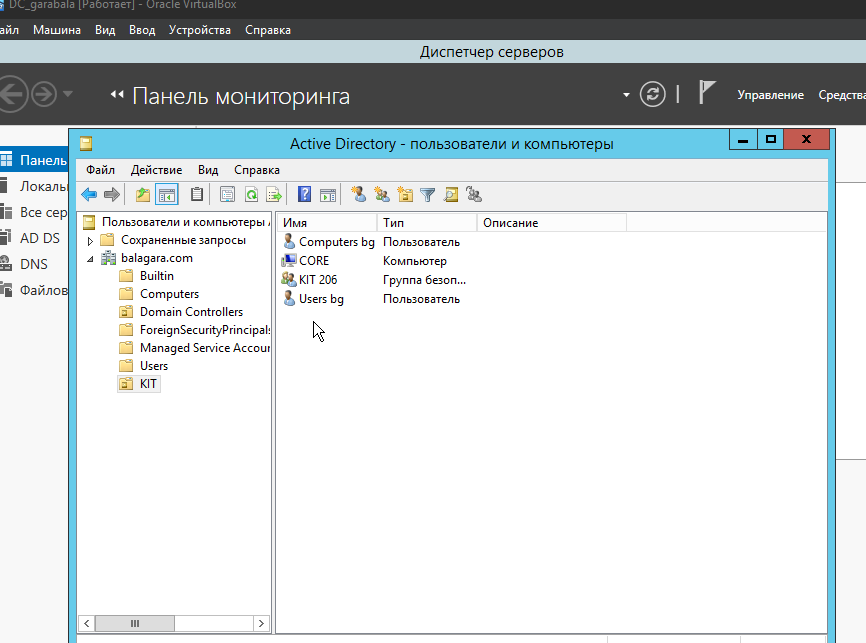 DC_garabala [Работает] - Oracle VirtualBox
айл Машина Вид Ввод Устройства Справка
Диспетчер серверов
Панель мониторинга
Управление Средства
Панель
Локаль
Все сер
AD DS
DNS
Файлов
Active Directory - пользователи и компьютеры
Файл Действие Вид Справка
Пользователи и компьютеры
Сохраненные запросы
balagara.com
Builtin
Computers
Domain Controllers
ForeignSecurityPrincipals
Managed Service Accour
Users
KIT
Имя Тип Описание
Computers bg Пользователь
CORE Компьютер
KIT 206 Группа безоп...
Users bg Пользователь